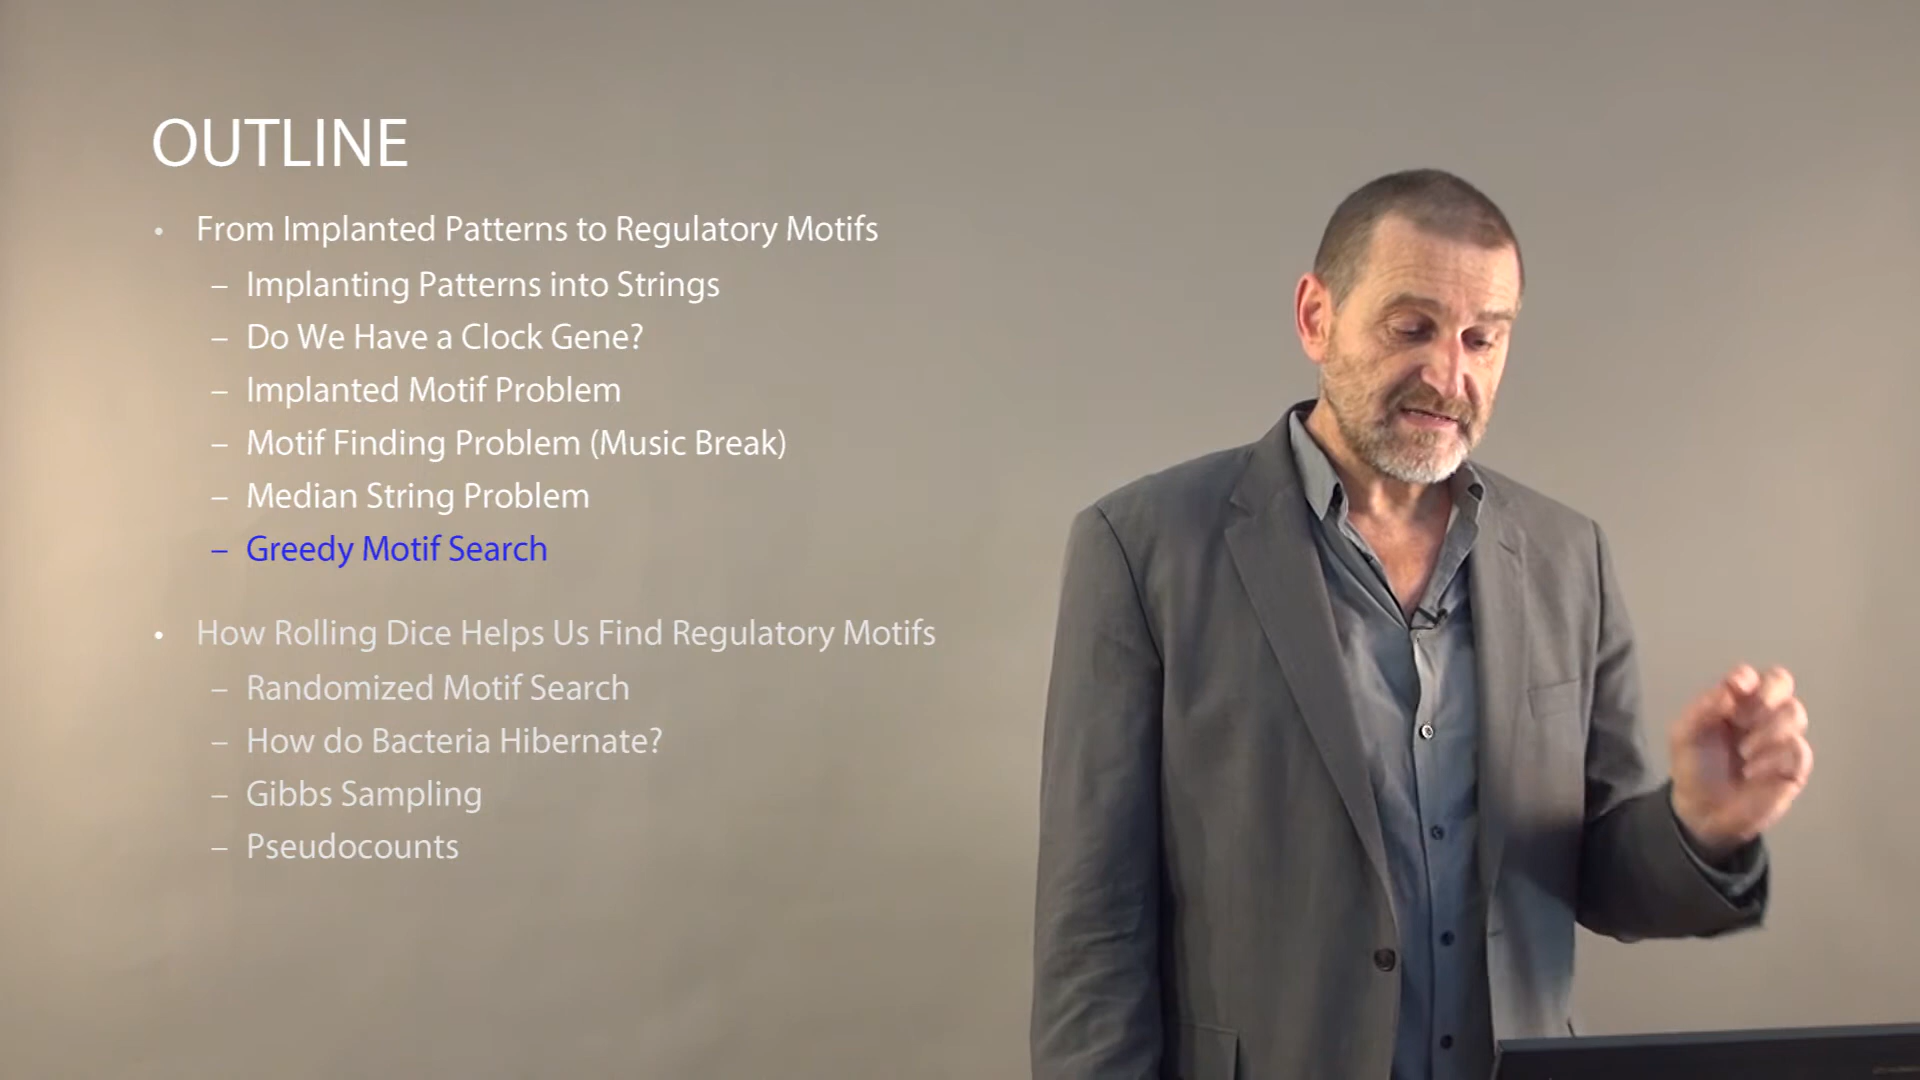 OUTLINE
• From Implanted Patterns to Regulatory Motifs
– Implanting Patterns into Strings
– Do We Have a Clock Gene?
– Implanted Motif Problem
– Motif Finding Problem (Music Break)
– Median String Problem
– Greedy Motif Search
• How Rolling Dice Helps Us Find Regulatory Motifs
– Randomized Motif Search
– How do Bacteria Hibernate?
– Gibbs Sampling
– Pseudocounts